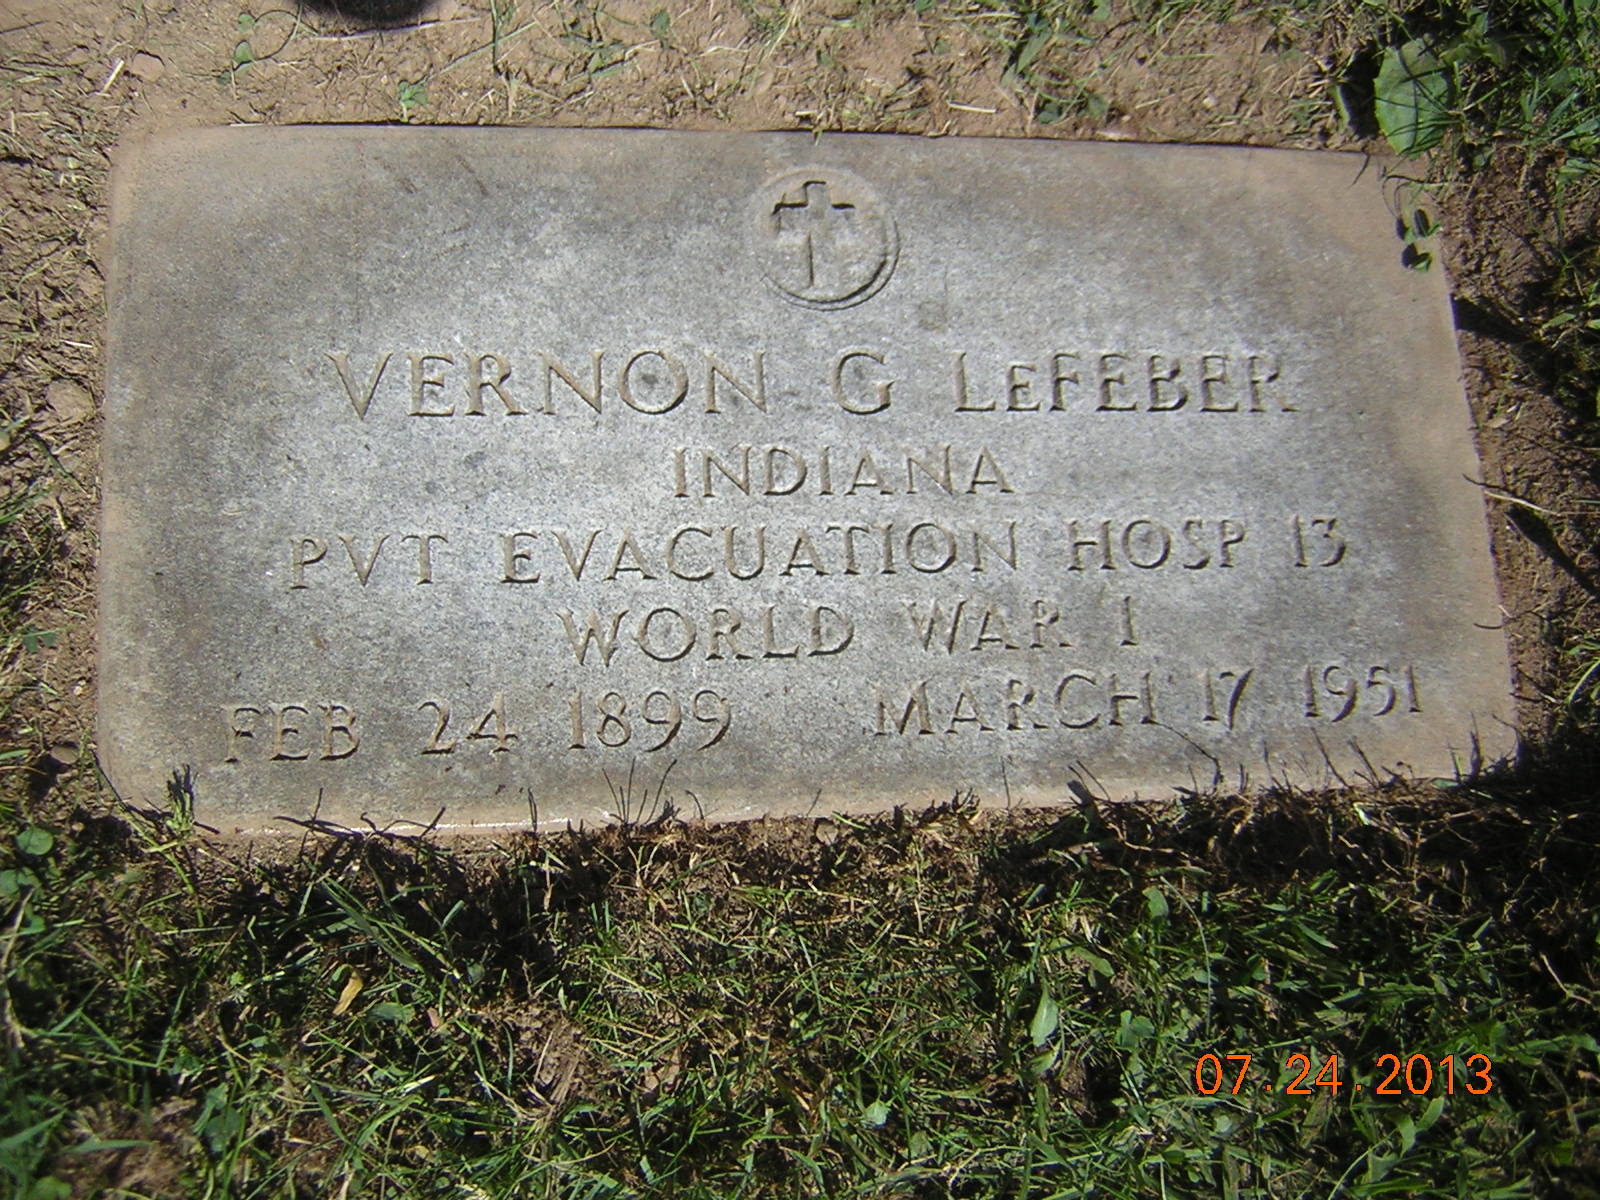 VERNON G LeFEBER
INDIANA
PVT EVACUATION HOSP 13
WORLD WAR I
FEB 24 1899 MARCH 17 1951
07.24.2013